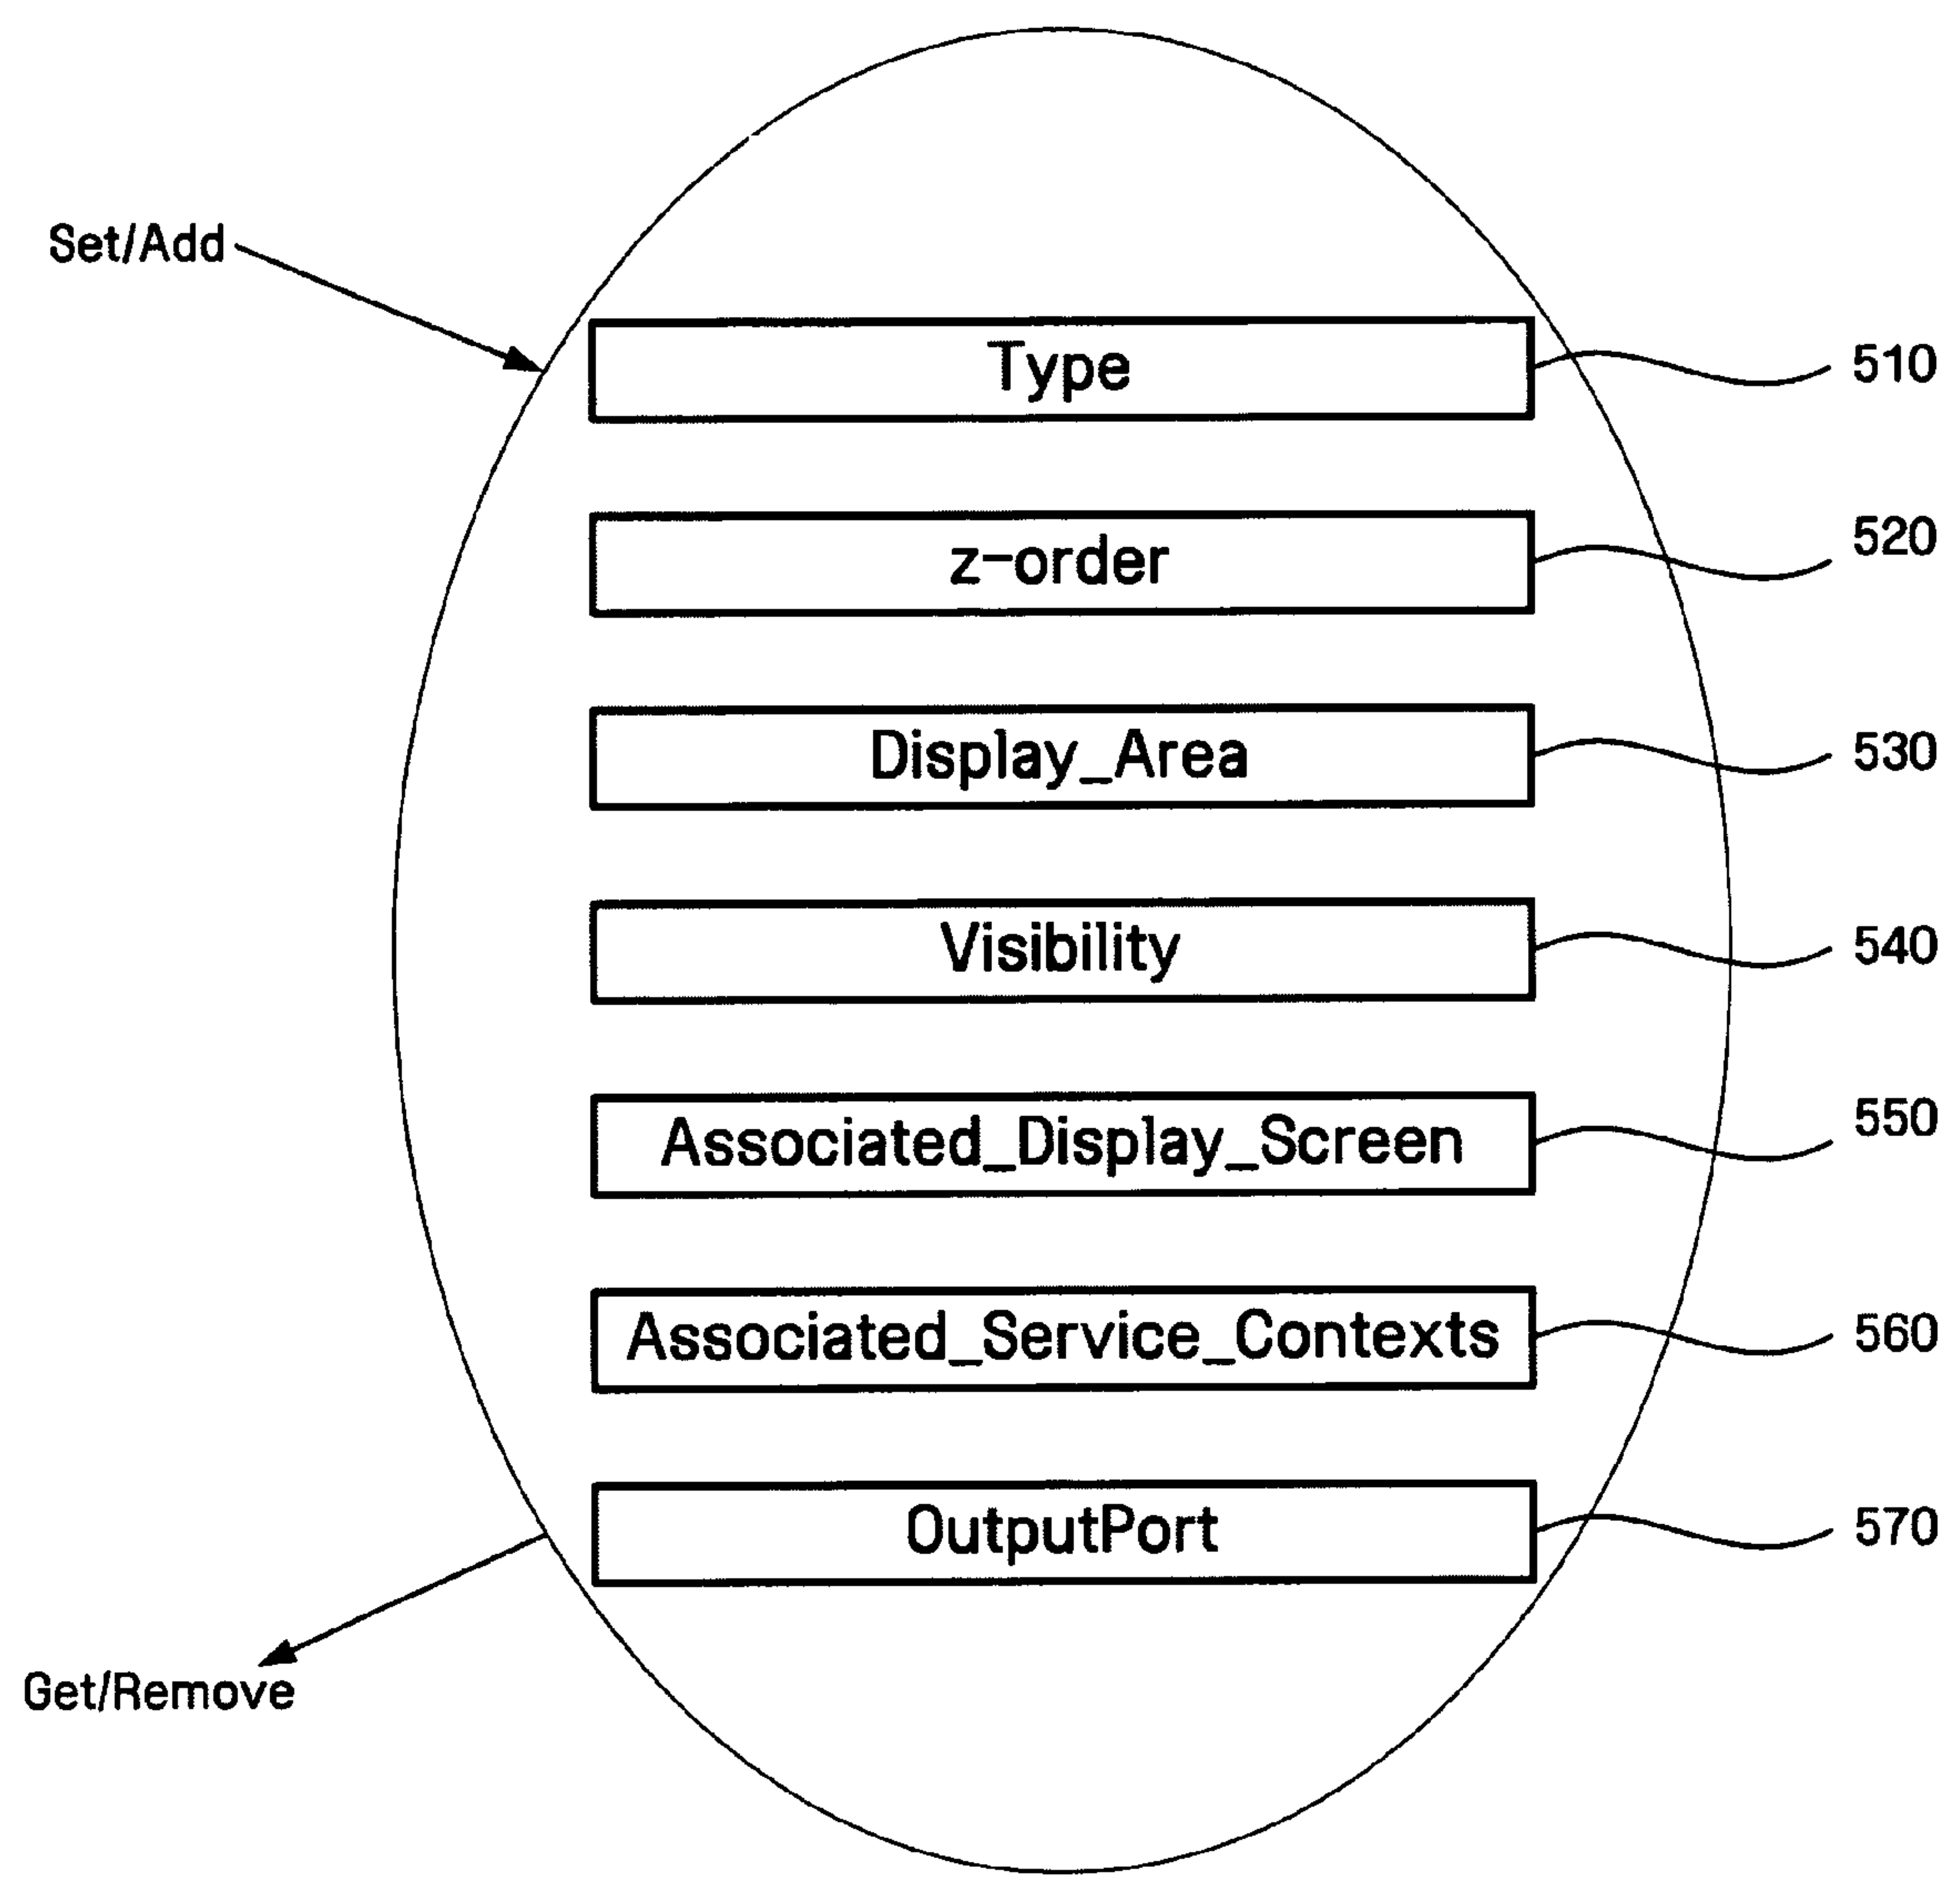 Set/Add
Type 510
z-order 520
Display_Area 530
Visibility 540
Associated_Display_Screen 550
Associated_Service_Contexts 560
OutputPort 570
Get/Remove